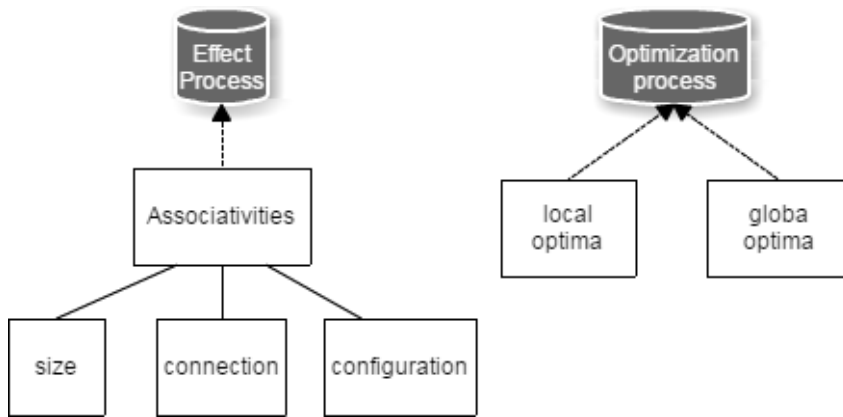 Effect
Process
Optimization
process
Associativities
local
optima
globa
optima
size
connection
configuration